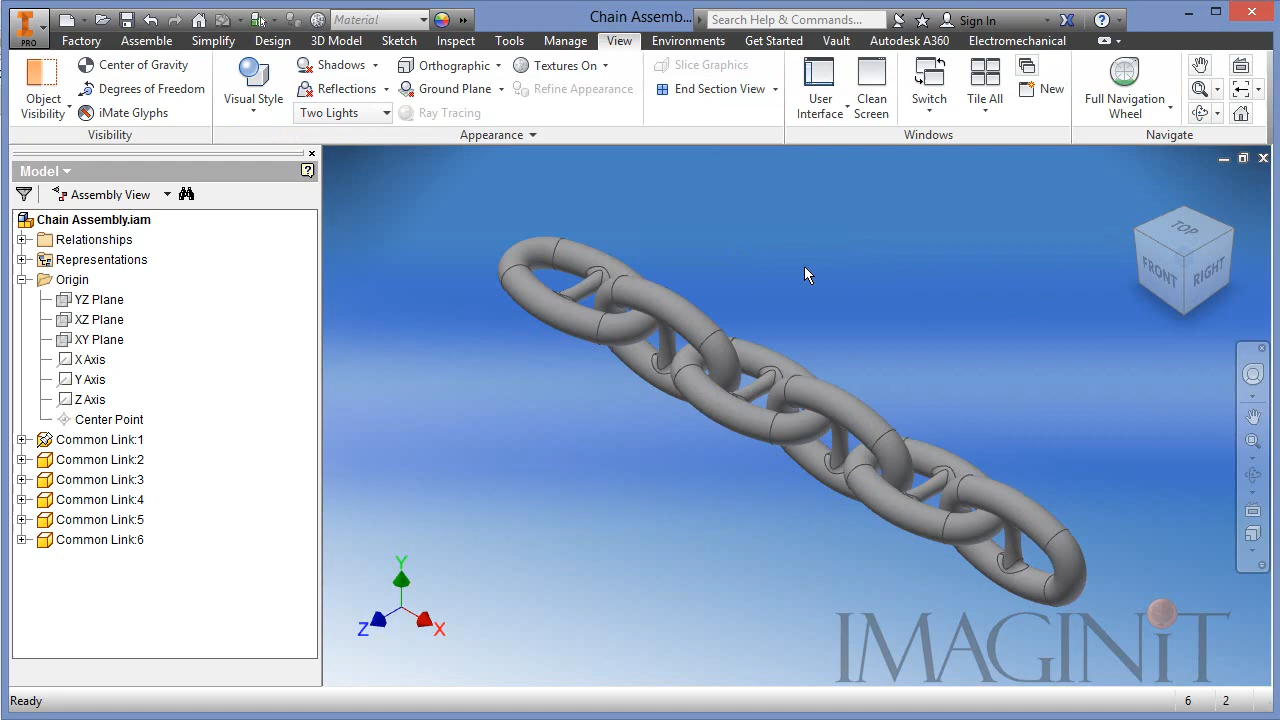 Material
Chain Assemb...
Search Help & Commands...
Sign In
PRO
Factory Assemble Simplify Design 3D Model Sketch Inspect Tools Manage View Environments Get Started Vault Autodesk A360 Electromechanical
Center of Gravity
Degrees of Freedom
iMate Glyphs
Object
Visibility
Visibility
Visual Style
Shadows
Reflections
Two Lights
Orthographic
Ground Plane
Ray Tracing
Textures On
Refine Appearance
Appearance
Slice Graphics
End Section View
User
Interface
Clean
Screen
Switch
Tile All
New
Windows
Full Navigation
Wheel
Navigate
Model
Assembly View
Chain Assembly.iam
Relationships
Representations
Origin
YZ Plane
XZ Plane
XY Plane
X Axis
Y Axis
Z Axis
Center Point
Common Link:1
Common Link:2
Common Link:3
Common Link:4
Common Link:5
Common Link:6
TOP
FRONT
RIGHT
Y
Z
X
IMAGINiT
Ready
6 2